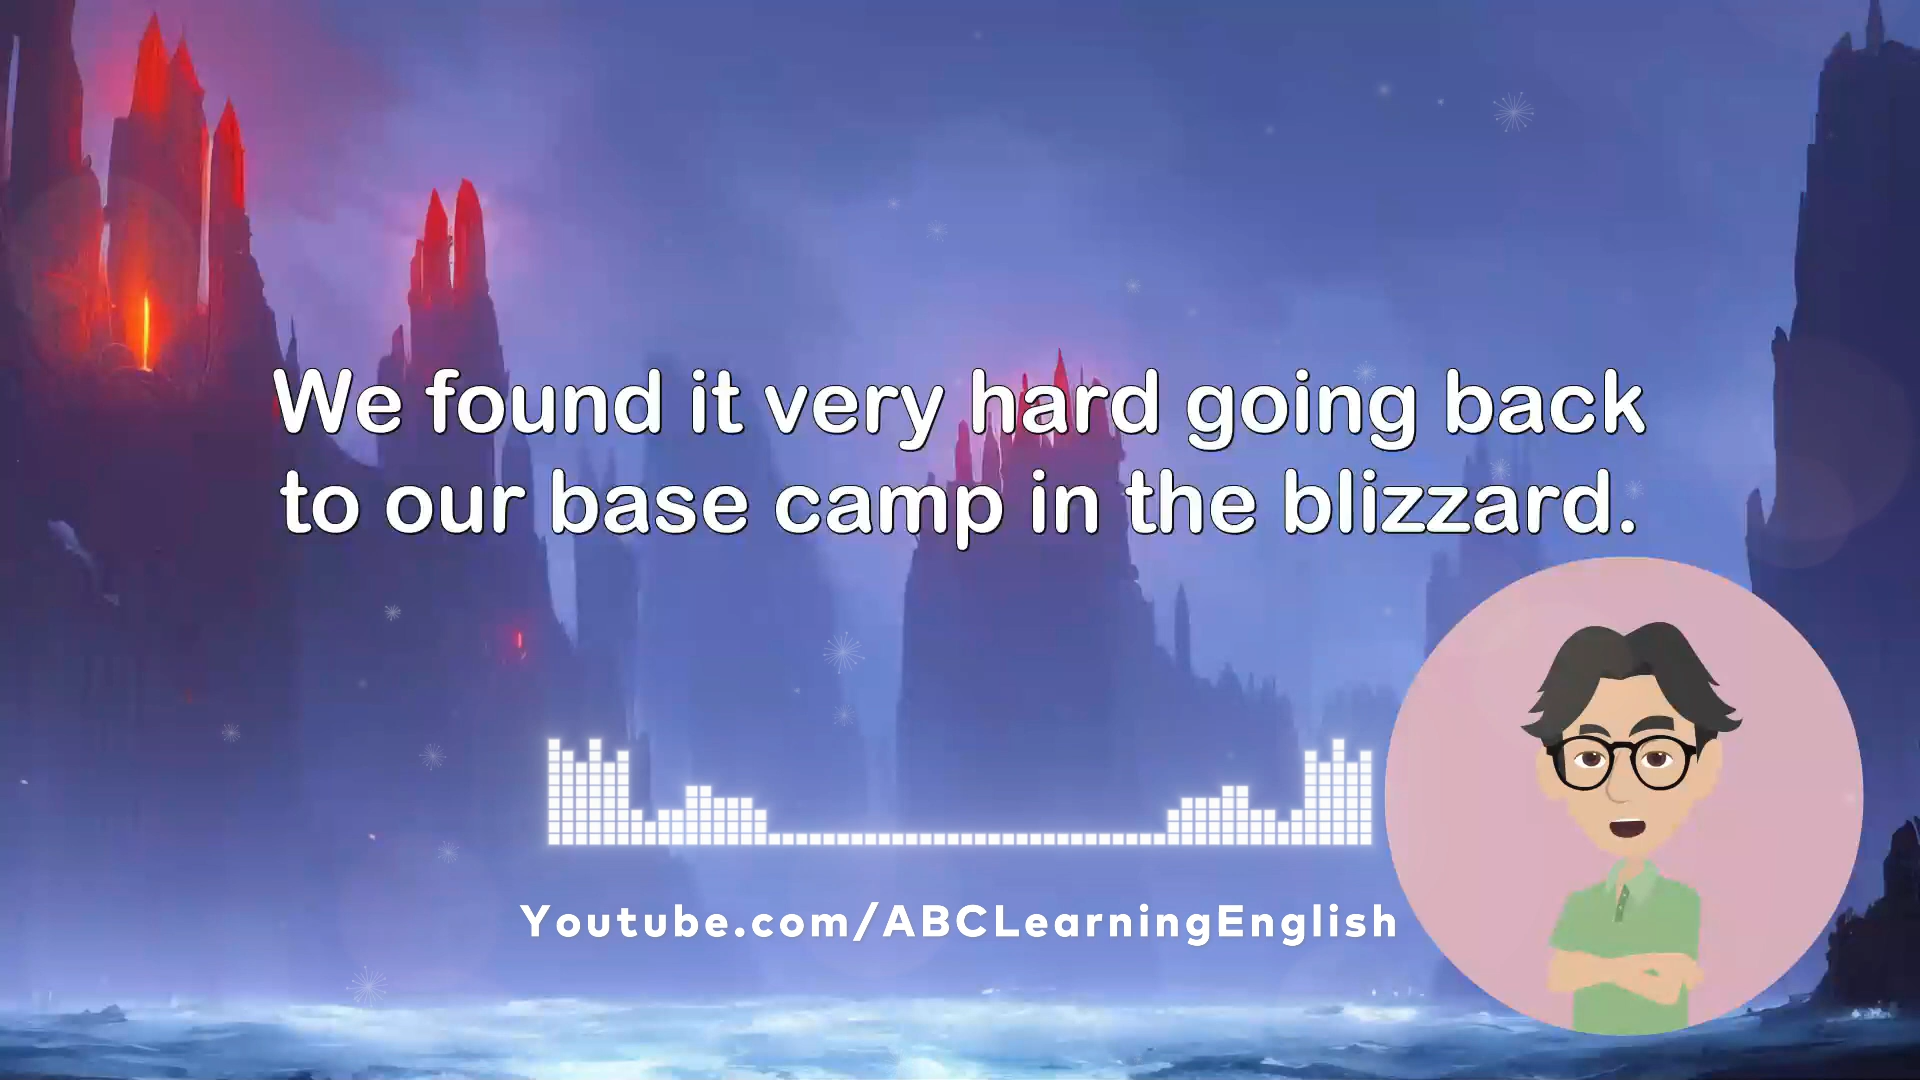 We found it very hard going back
to our base camp in the blizzard.
Youtube.com/ABCLearningEnglish